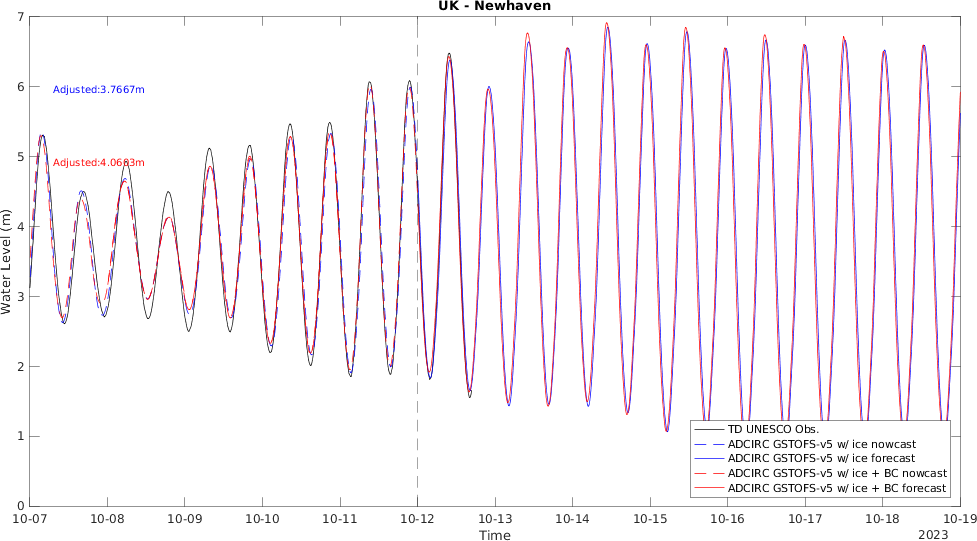 UK - Newhaven
7
6
5
4
3
2
1
0
Water Level (m)
Adjusted:3.7667m
TD UNESCO Obs.
ADCIRC GSTOFS-v5 w/ ice nowcast
ADCIRC GSTOFS-v5 w/ ice forecast
ADCIRC GSTOFS-v5 w/ ice + BC nowcast
ADCIRC GSTOFS-v5 w/ ice + BC forecast
10-07 10-08 10-09 10-10 10-11 10-12 10-13 10-14 10-15 10-16 10-17 10-18 10-19
Time
2023